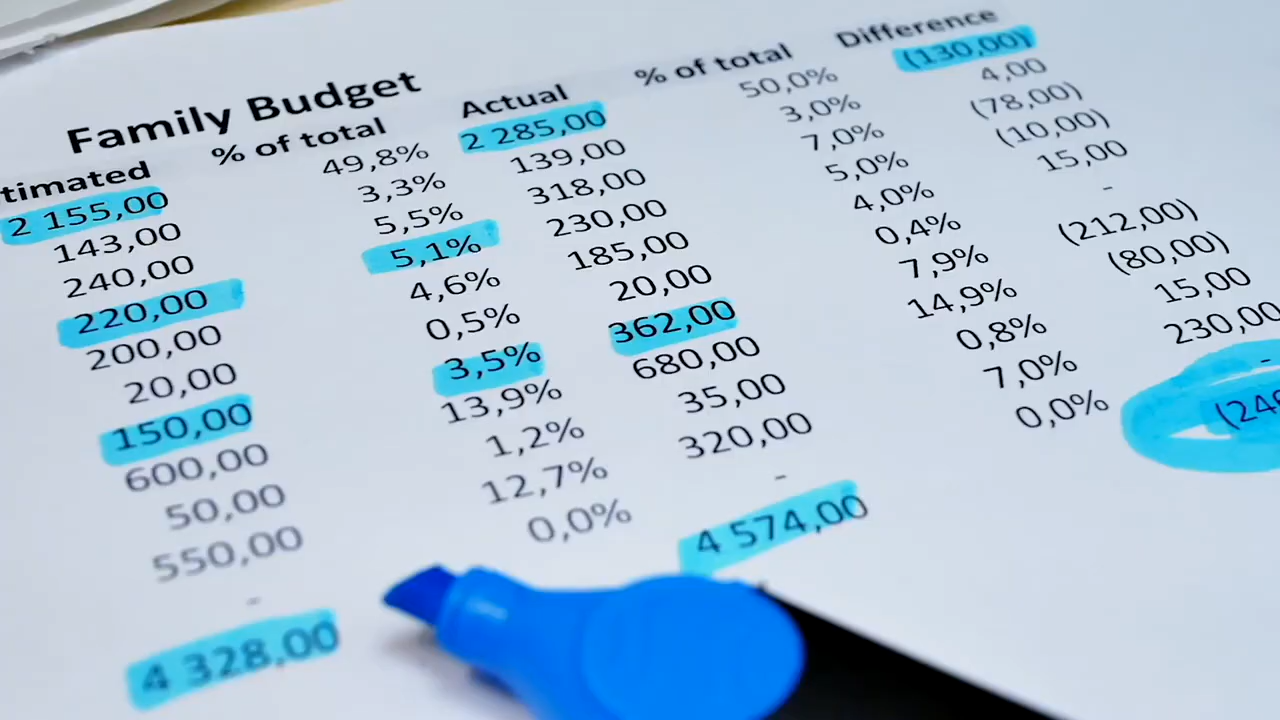 Family Budget
timated % of total Actual % of total Difference
2 155,00 49,8% 2 285,00 50,0% (130,00)
143,00 3,3% 139,00 3,0% 4,00
240,00 5,5% 318,00 7,0% (78,00)
220,00 5,1% 230,00 5,0% (10,00)
200,00 4,6% 185,00 4,0% 15,00
20,00 0,5% 20,00 0,4% -
150,00 3,5% 362,00 7,9% (212,00)
600,00 13,9% 680,00 14,9% (80,00)
50,00 1,2% 35,00 0,8% 15,00
550,00 12,7% 320,00 7,0% 230,00
- 0,0% - 0,0% -
4 328,00 4 574,00